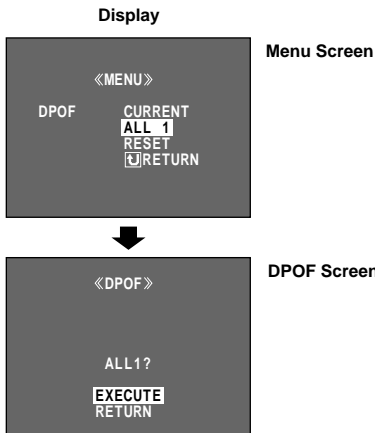 Display
Menu Screen
《MENU》
DPOF CURRENT
ALL 1
RESET
RETURN
DPOF Screen
《DPOF》
ALL1?
EXECUTE
RETURN